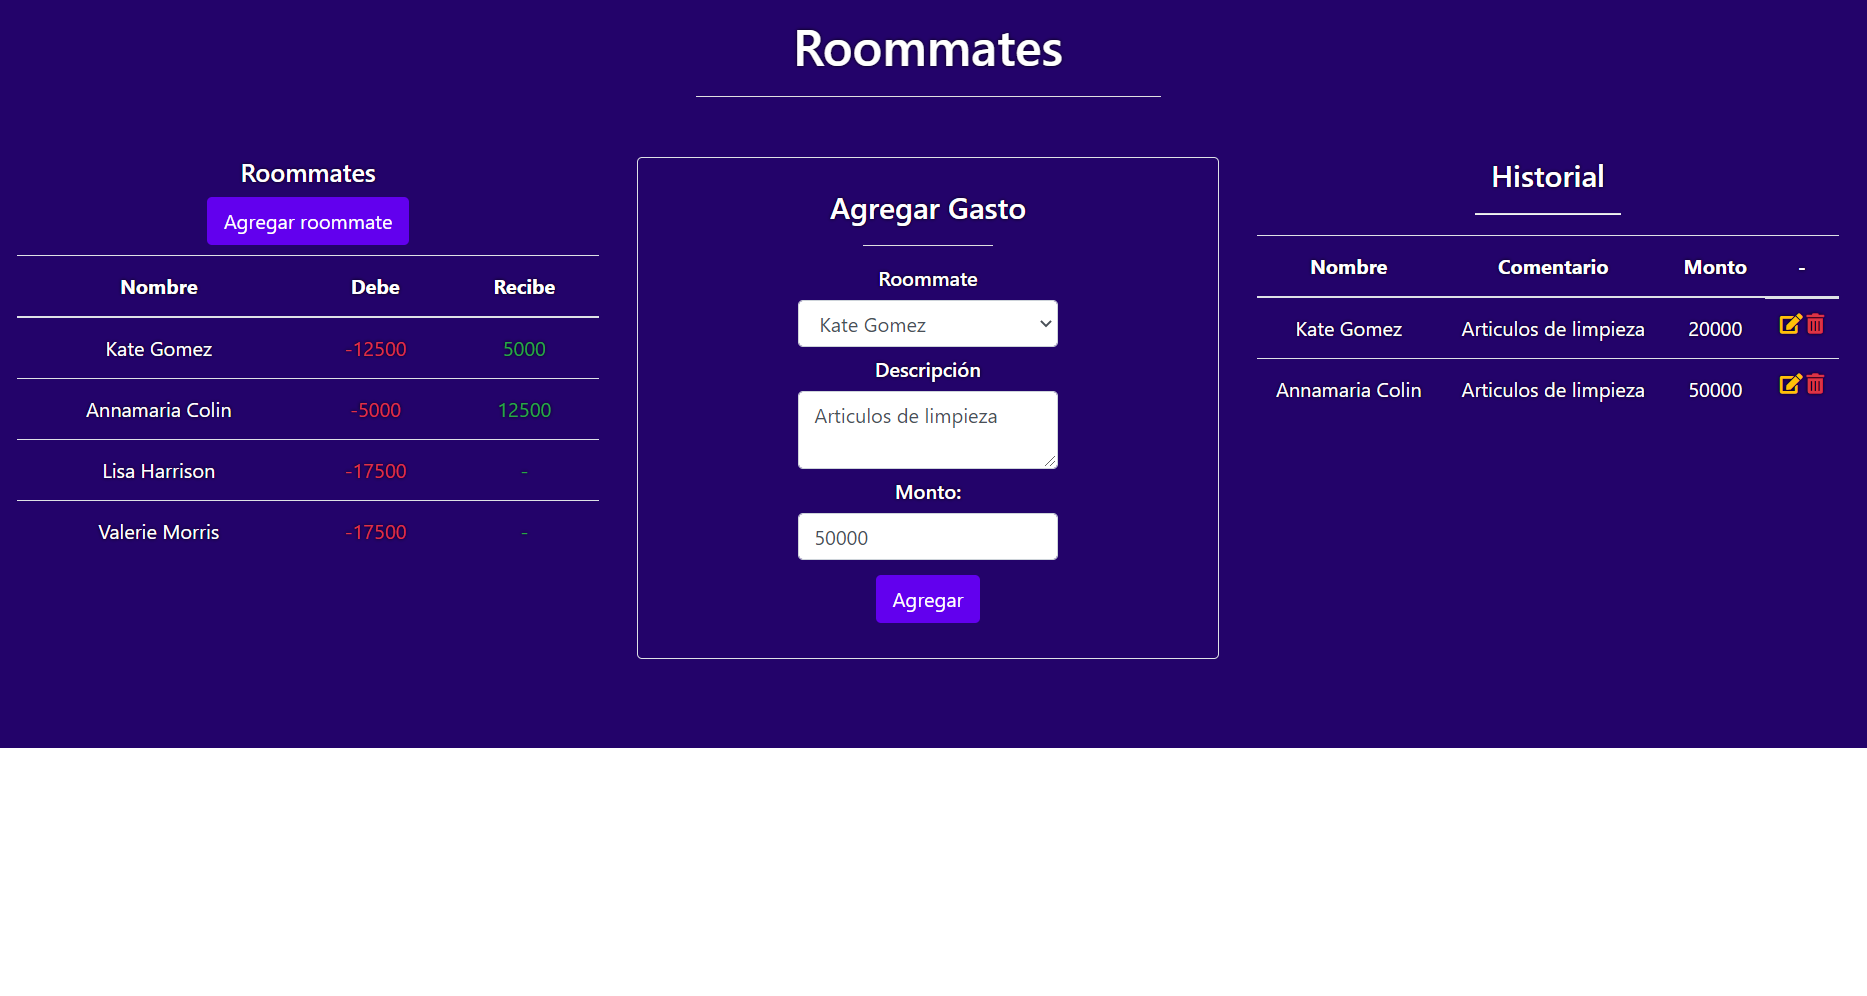 Roommates
Roommates
Agregar roommate
Nombre Debe Recibe
Kate Gomez -12500 5000
Annamaria Colin -5000 12500
Lisa Harrison -17500 -
Valerie Morris -17500 -
Agregar Gasto
Roommate
Kate Gomez
Descripción
Articulos de limpieza
Monto:
50000
Agregar
Historial
Nombre Comentario Monto -
Kate Gomez Articulos de limpieza 20000
Annamaria Colin Articulos de limpieza 50000